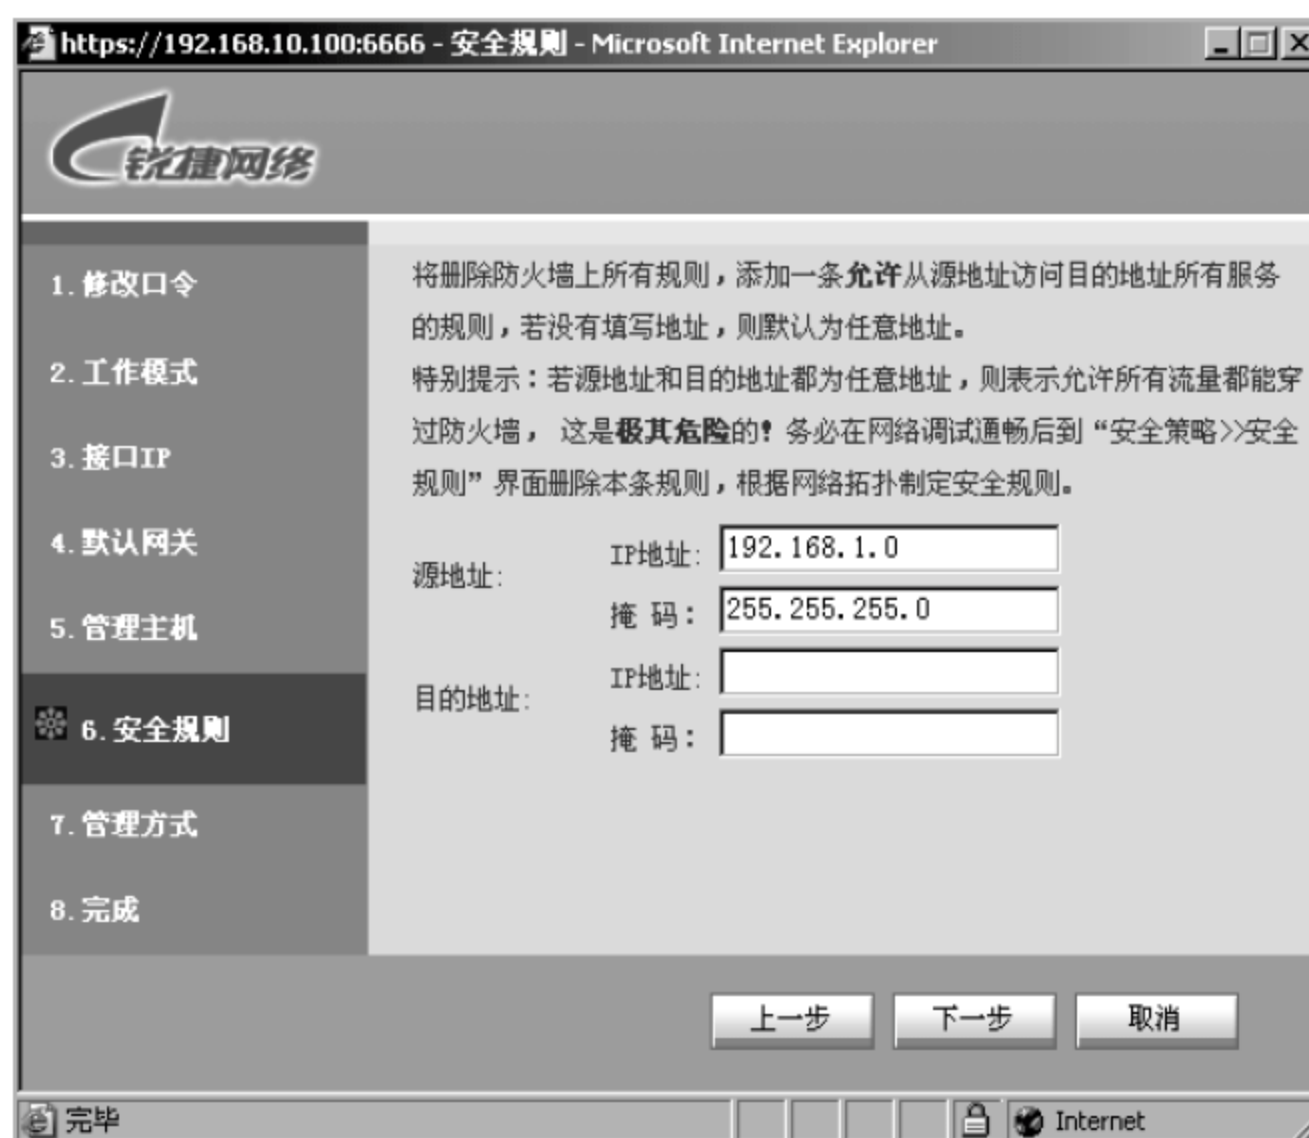 https://192.168.10.100:6666 - 安全规则 - Microsoft Internet Explorer
锐捷网络
1. 修改口令
2. 工作模式
3. 接口IP
4. 默认网关
5. 管理主机
6. 安全规则
7. 管理方式
8. 完成
将删除防火墙上所有规则，添加一条允许从源地址访问目的地址所有服务
的规则，若没有填写地址，则默认为任意地址。
特别提示：若源地址和目的地址都为任意地址，则表示允许所有流量都能穿
过防火墙， 这是极其危险的！务必在网络调试通畅后到“安全策略>>安全
规则”界面删除本条规则，根据网络拓扑制定安全规则。
源地址:
IP地址: 192.168.1.0
掩 码： 255.255.255.0
目的地址:
IP地址:
掩 码：
上一步 下一步 取消
完毕 Internet